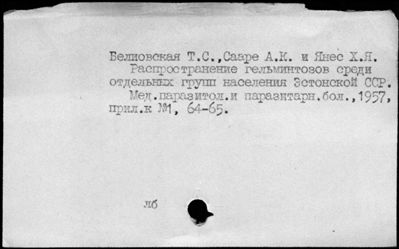 Белиовская Т.С.,Сааре А.К. и Янес Х.Я.
Распространение гельминтозов среди
отдельных групп населения Эстонской ССР.
Мед.паразитол.и паразитарн.бол.,1957,
прил.к №1, 64-65.
лб